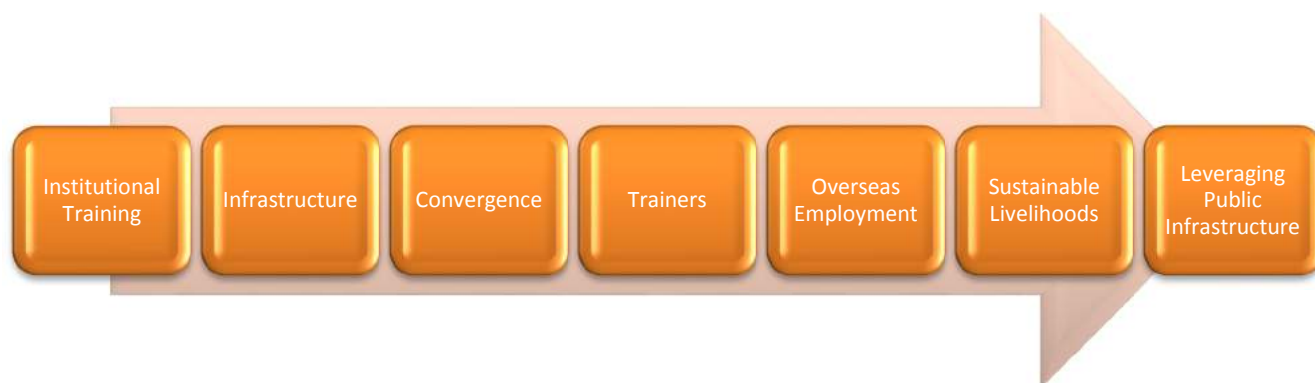 Institutional
Training
Infrastructure
Convergence
Trainers
Overseas
Employment
Sustainable
Livelihoods
Leveraging
Public
Infrastructure